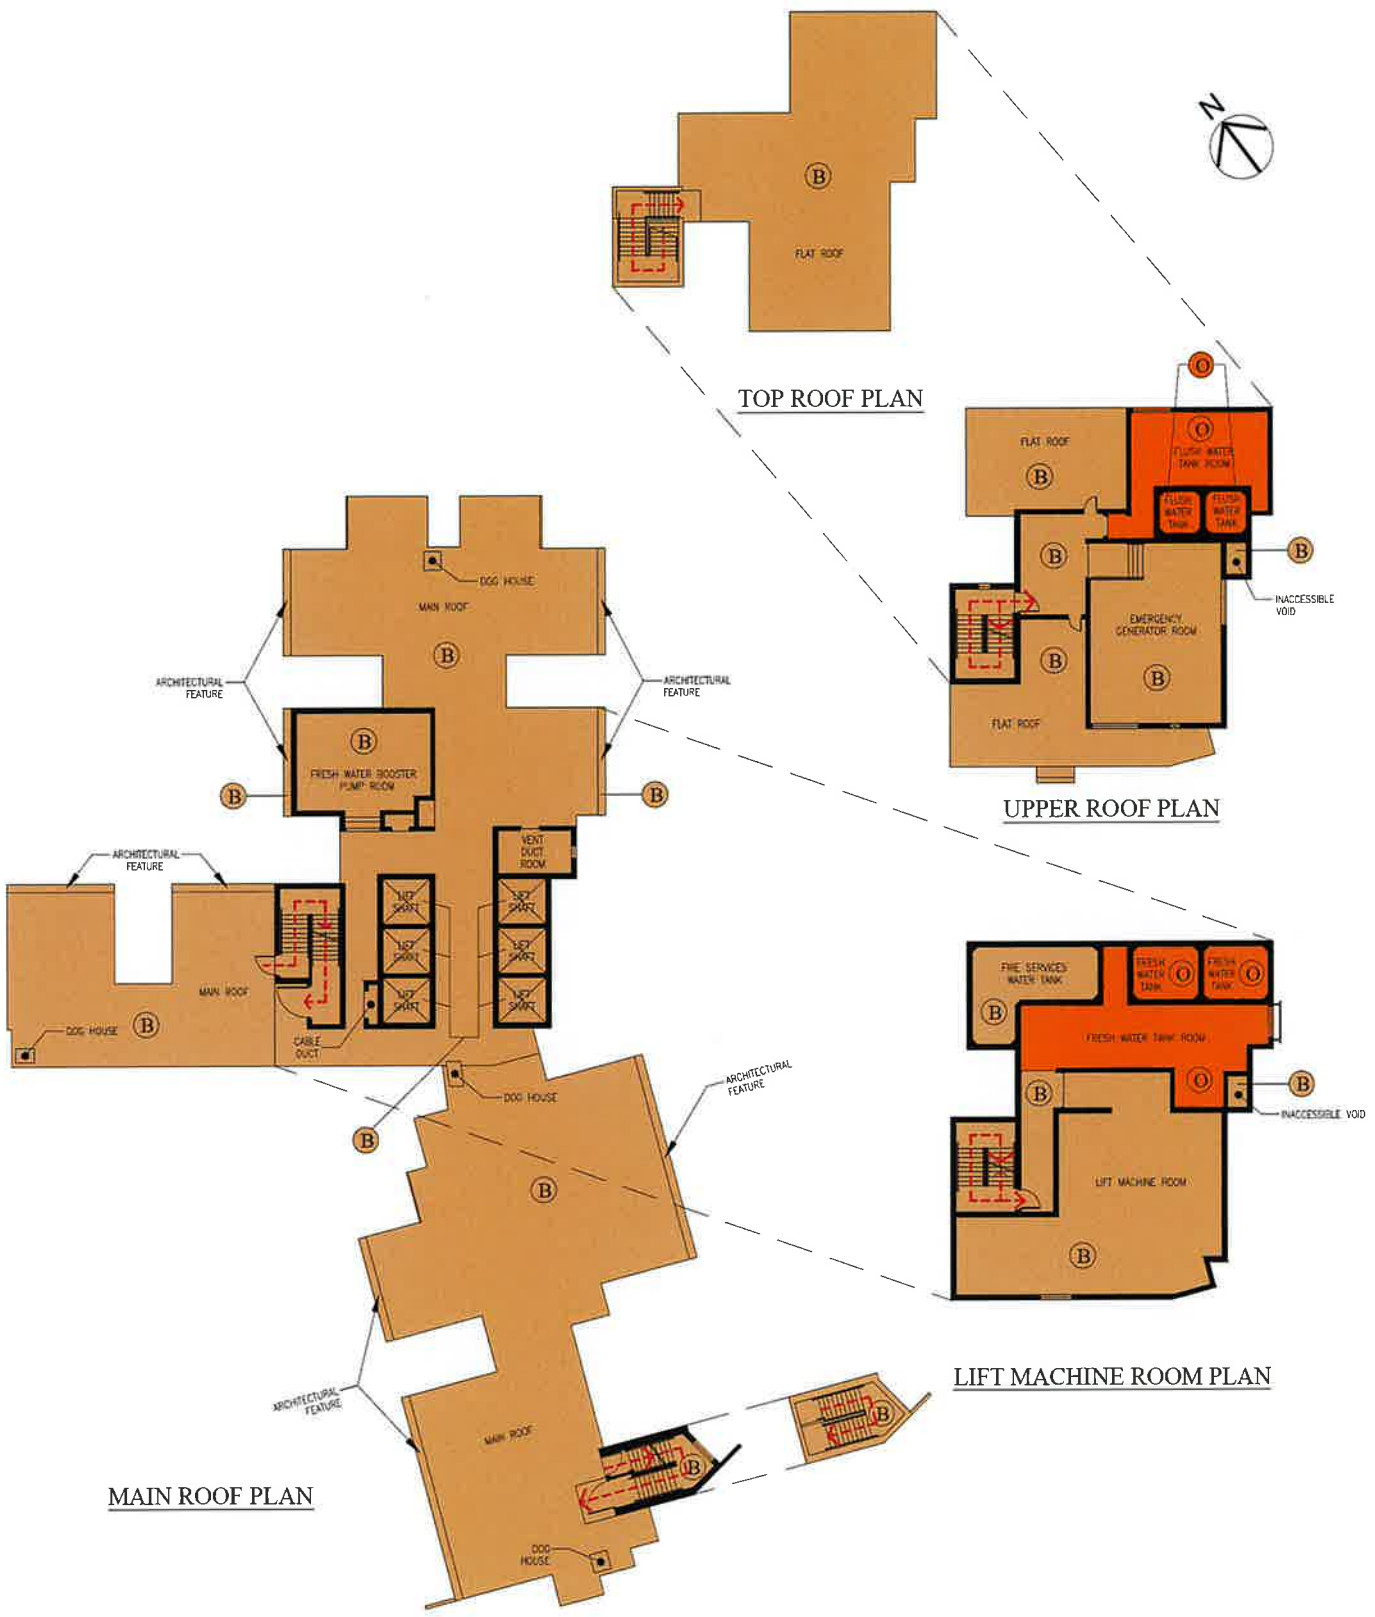 N
B
FLAT ROOF
TOP ROOF PLAN
O
FLAT ROOF
B
O
FLUSH WATER
TANK ROOM
FLUSH
WATER
TANK
FLUSH
WATER
TANK
B
B
INACCESSIBLE
VOID
EMERGENCY
GENERATOR ROOM
B
B
FLAT ROOF
UPPER ROOF PLAN
DOG HOUSE
MAIN ROOF
B
ARCHITECTURAL
FEATURE
ARCHITECTURAL
FEATURE
B
FRESH WATER BOOSTER
PUMP ROOM
B
B
VENT
DUCT
ROOM
ARCHITECTURAL
FEATURE
LIFT
SHAFT
LIFT
SHAFT
LIFT
SHAFT
LIFT
SHAFT
LIFT
SHAFT
LIFT
SHAFT
MAIN ROOF
B
DOG HOUSE
CABLE
DUCT
DOG HOUSE
B
ARCHITECTURAL
FEATURE
B
FIRE SERVICES
WATER TANK
B
FRESH
WATER
TANK
O
FRESH
WATER
TANK
O
FRESH WATER TANK ROOM
O
B
B
INACCESSIBLE VOID
LIFT MACHINE ROOM
B
LIFT MACHINE ROOM PLAN
ARCHITECTURAL
FEATURE
MAIN ROOF
B
B
DOG
HOUSE
MAIN ROOF PLAN